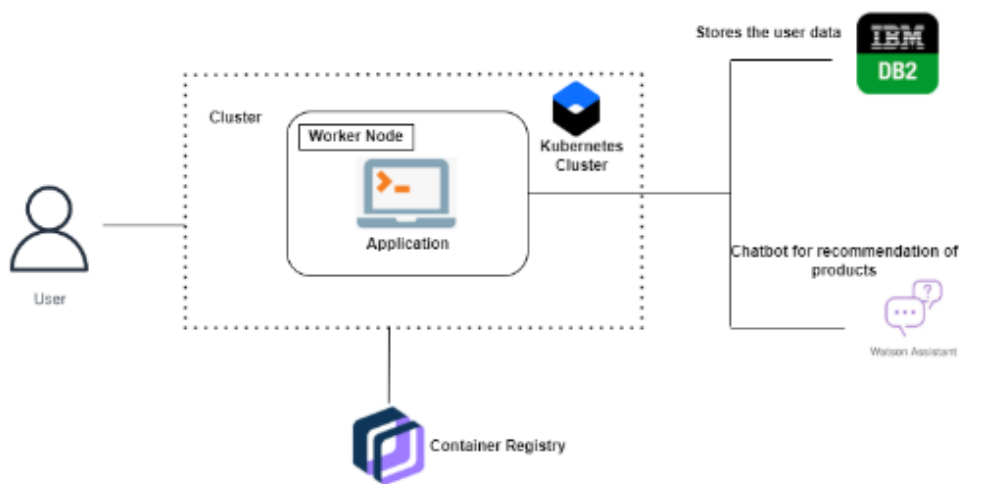 Stores the user data
IBM
DB2
Cluster
Worker Node
Kubernetes
Cluster
Application
User
Chatbot for recommendation of
products
?
Watson Assistant
Container Registry